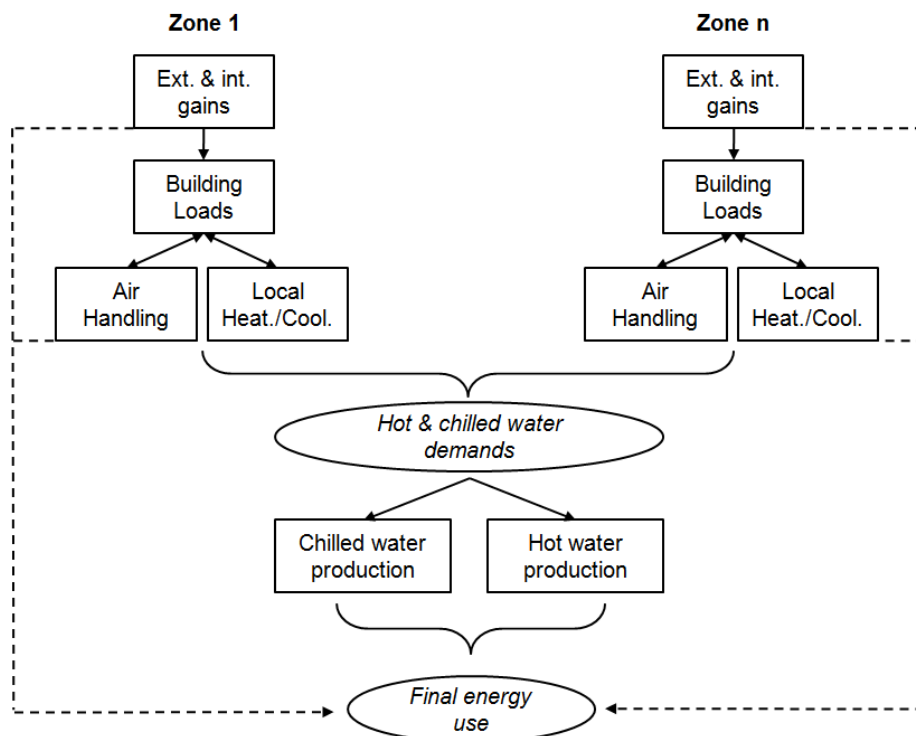 Zone 1
Zone n
Ext. & int.
gains
Ext. & int.
gains
Building
Loads
Building
Loads
Air
Handling
Local
Heat./Cool.
Air
Handling
Local
Heat./Cool.
Hot & chilled water
demands
Chilled water
production
Hot water
production
Final energy
use